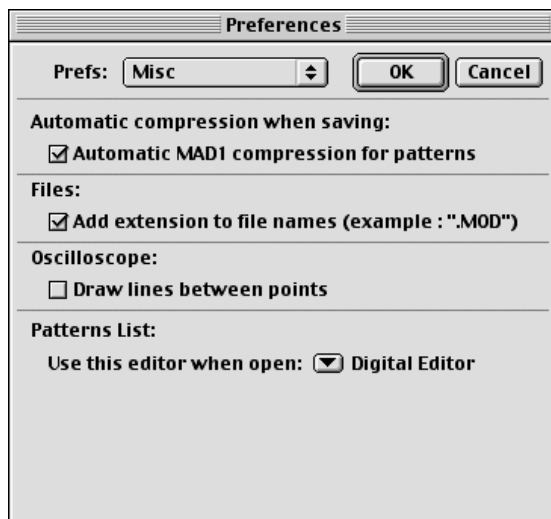 Preferences
Prefs: Misc OK Cancel
Automatic compression when saving:
Automatic MAD1 compression for patterns
Files:
Add extension to file names (example : ".MOD")
Oscilloscope:
Draw lines between points
Patterns List:
Use this editor when open: Digital Editor